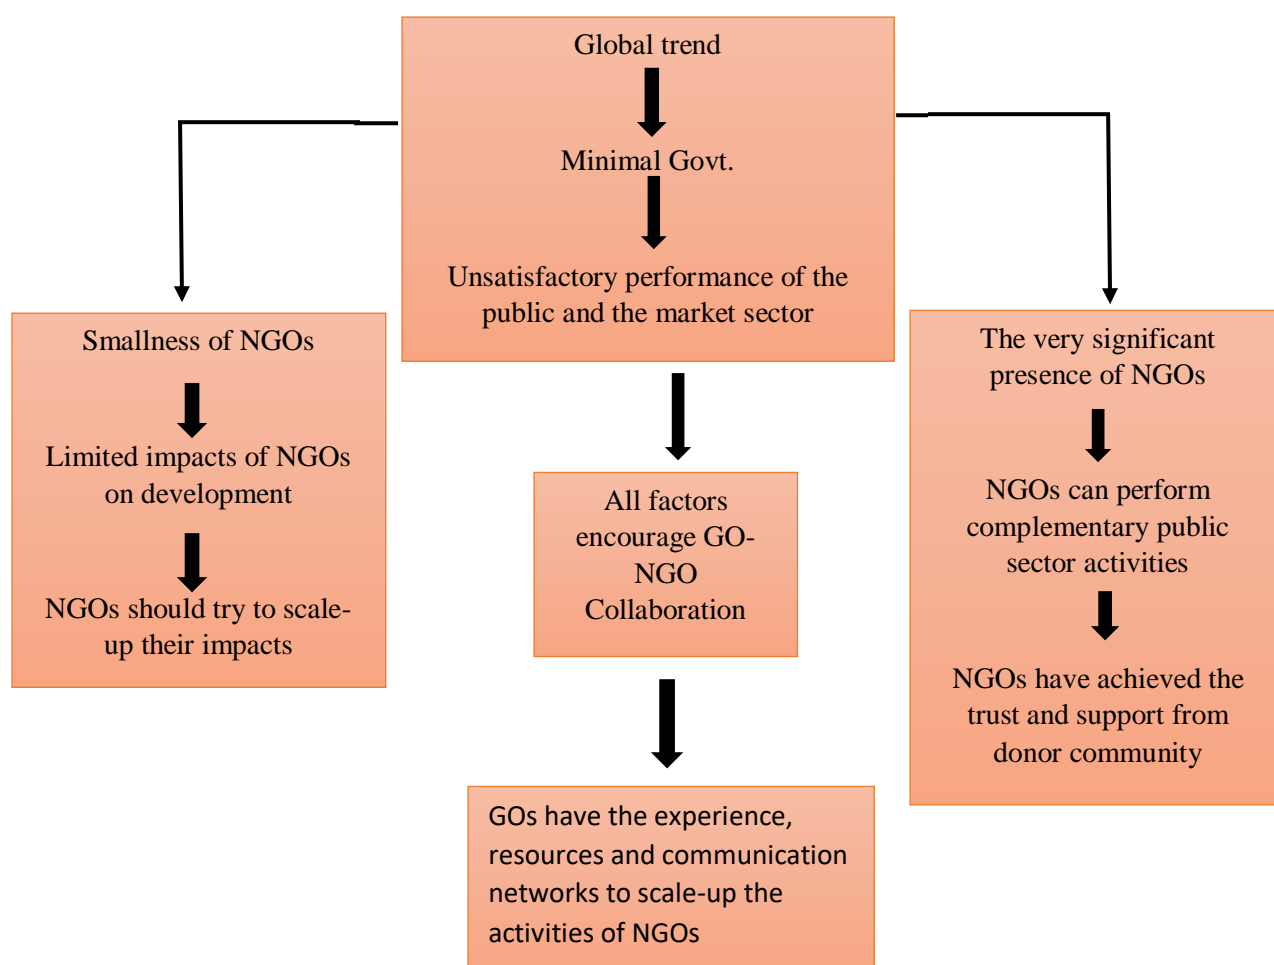 Global trend
Minimal Govt.
Unsatisfactory performance of the
public and the market sector
Smallness of NGOs
Limited impacts of NGOs
on development
NGOs should try to scale-
up their impacts
All factors
encourage GO-
NGO
Collaboration
GOs have the experience,
resources and communication
networks to scale-up the
activities of NGOs
The very significant
presence of NGOs
NGOs can perform
complementary public
sector activities
NGOs have achieved the
trust and support from
donor community